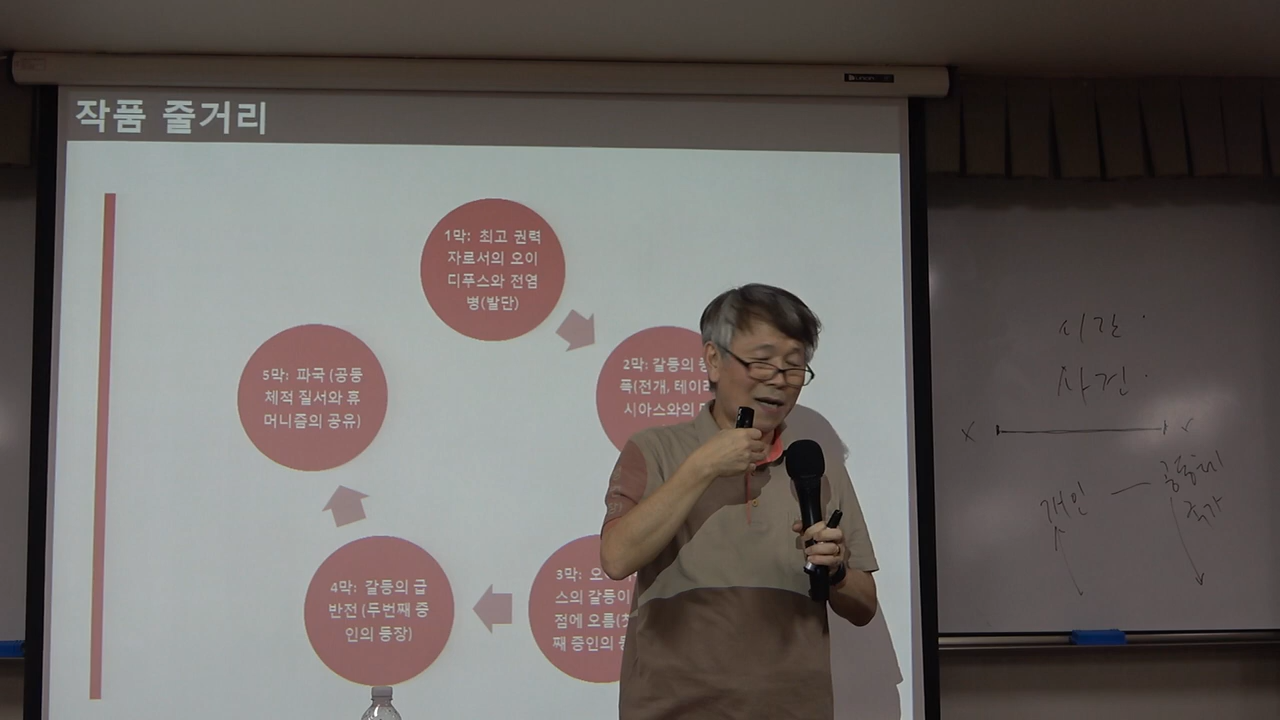 작품 줄거리
1막: 최고 권력
자로서의 오이
디푸스와 전염
병(발단)
2막: 갈등의
폭(전개, 테이레
시아스와의
3막:
스의 갈등이
점에 오름(첫
째 증인의
4막: 갈등의 급
반전 (두번째 증
인의 등장)
5막: 파국 (공동
체적 질서와 휴
머니즘의 공유)
시간
사건
X
개인 — 공동체
국가